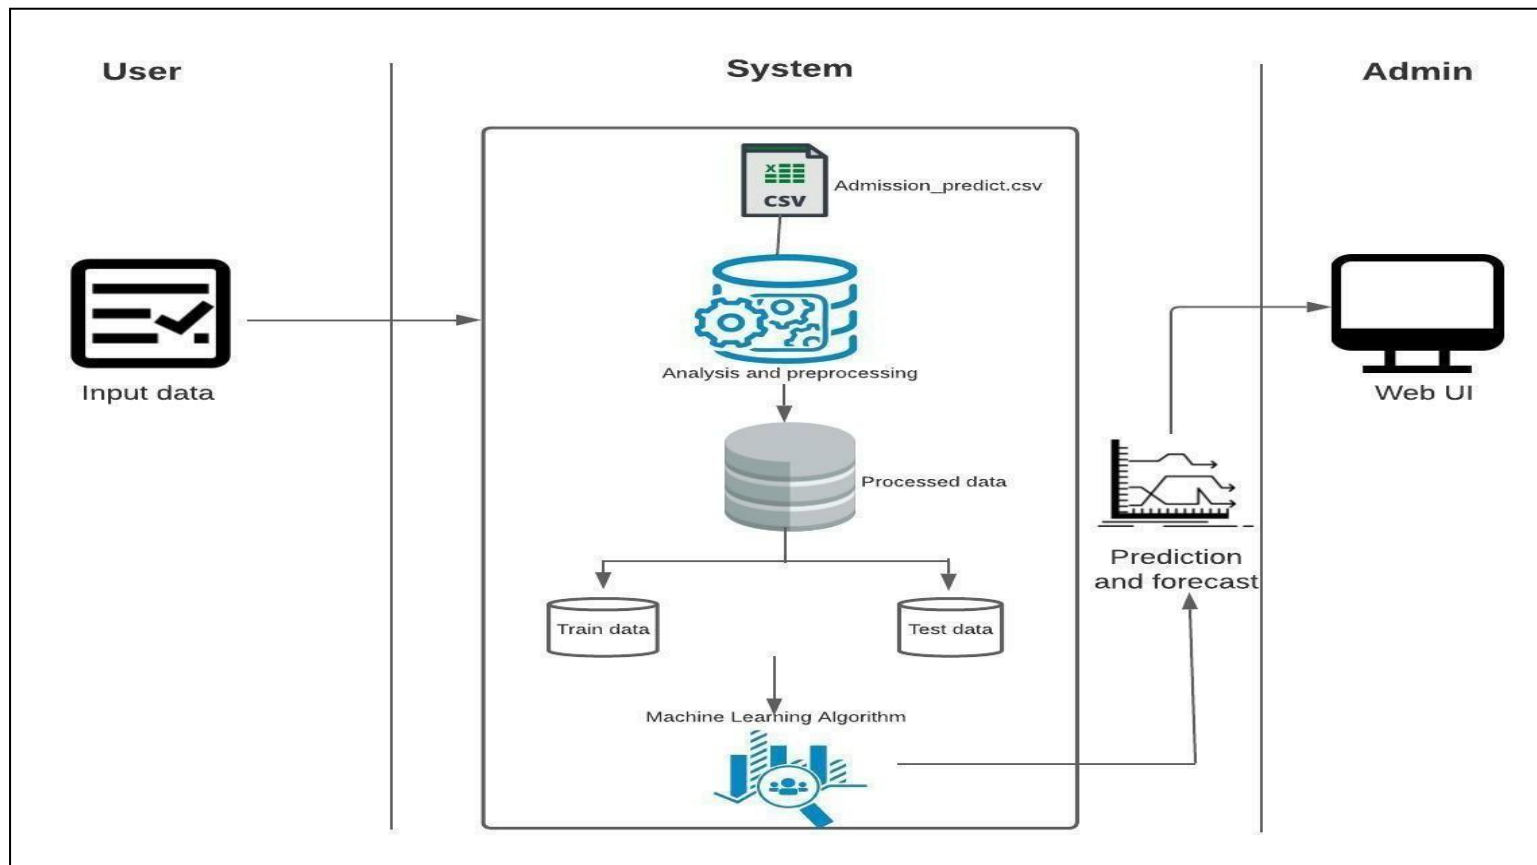 User
System
Admin
CSV
Admission_predict.csv
Input data
Analysis and preprocessing
Web UI
Processed data
Prediction
and forecast
Train data
Test data
Machine Learning Algorithm